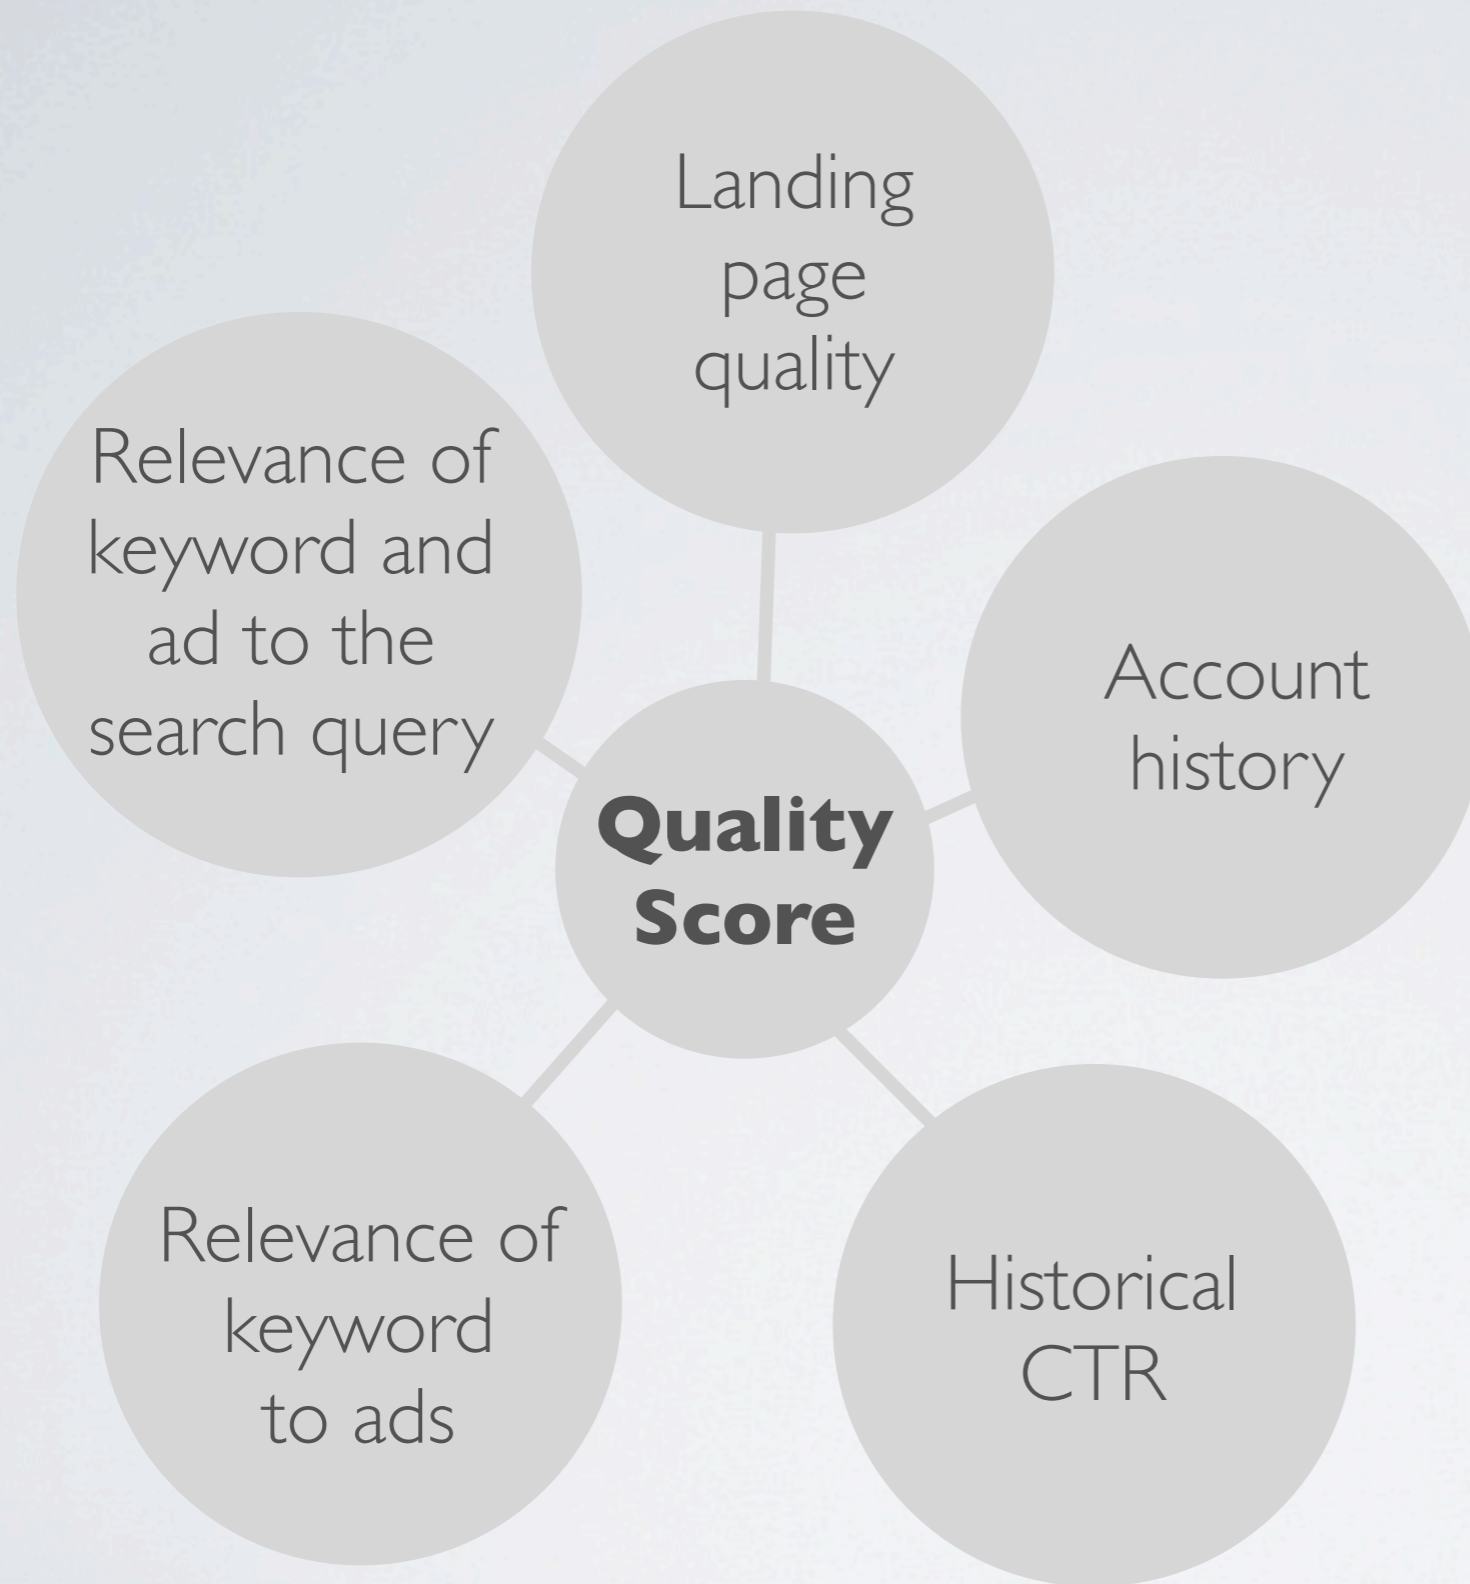 Landing
page
quality
Relevance of
keyword and
ad to the
search query
Account
history
Quality
Score
Relevance of
keyword
to ads
Historical
CTR